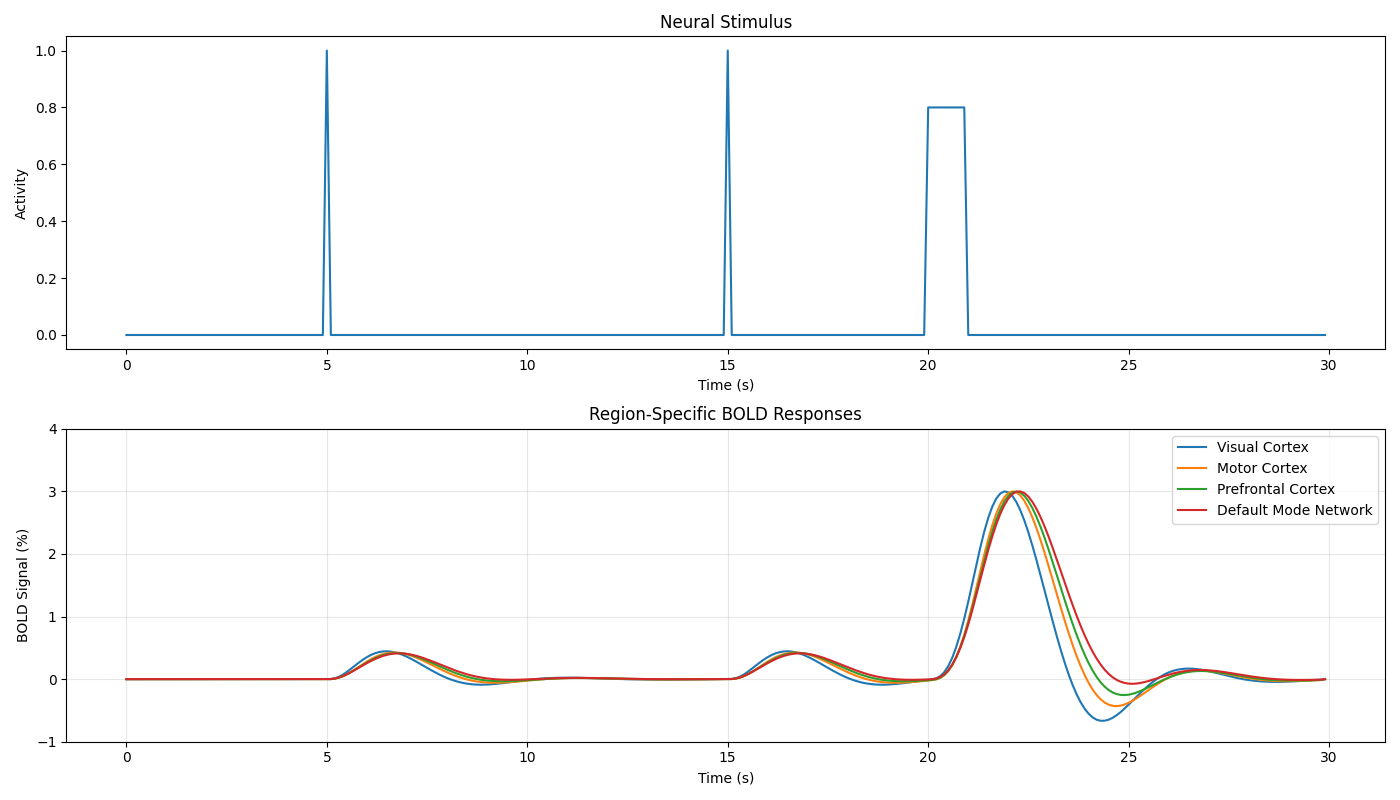 Neural Stimulus
1.0
0.8
0.6
0.4
0.2
0.0
Activity
0 5 10 15 20 25 30
Time (s)
Region-Specific BOLD Responses
4
3
2
1
0
−1
BOLD Signal (%)
Visual Cortex
Motor Cortex
Prefrontal Cortex
Default Mode Network
0 5 10 15 20 25 30
Time (s)